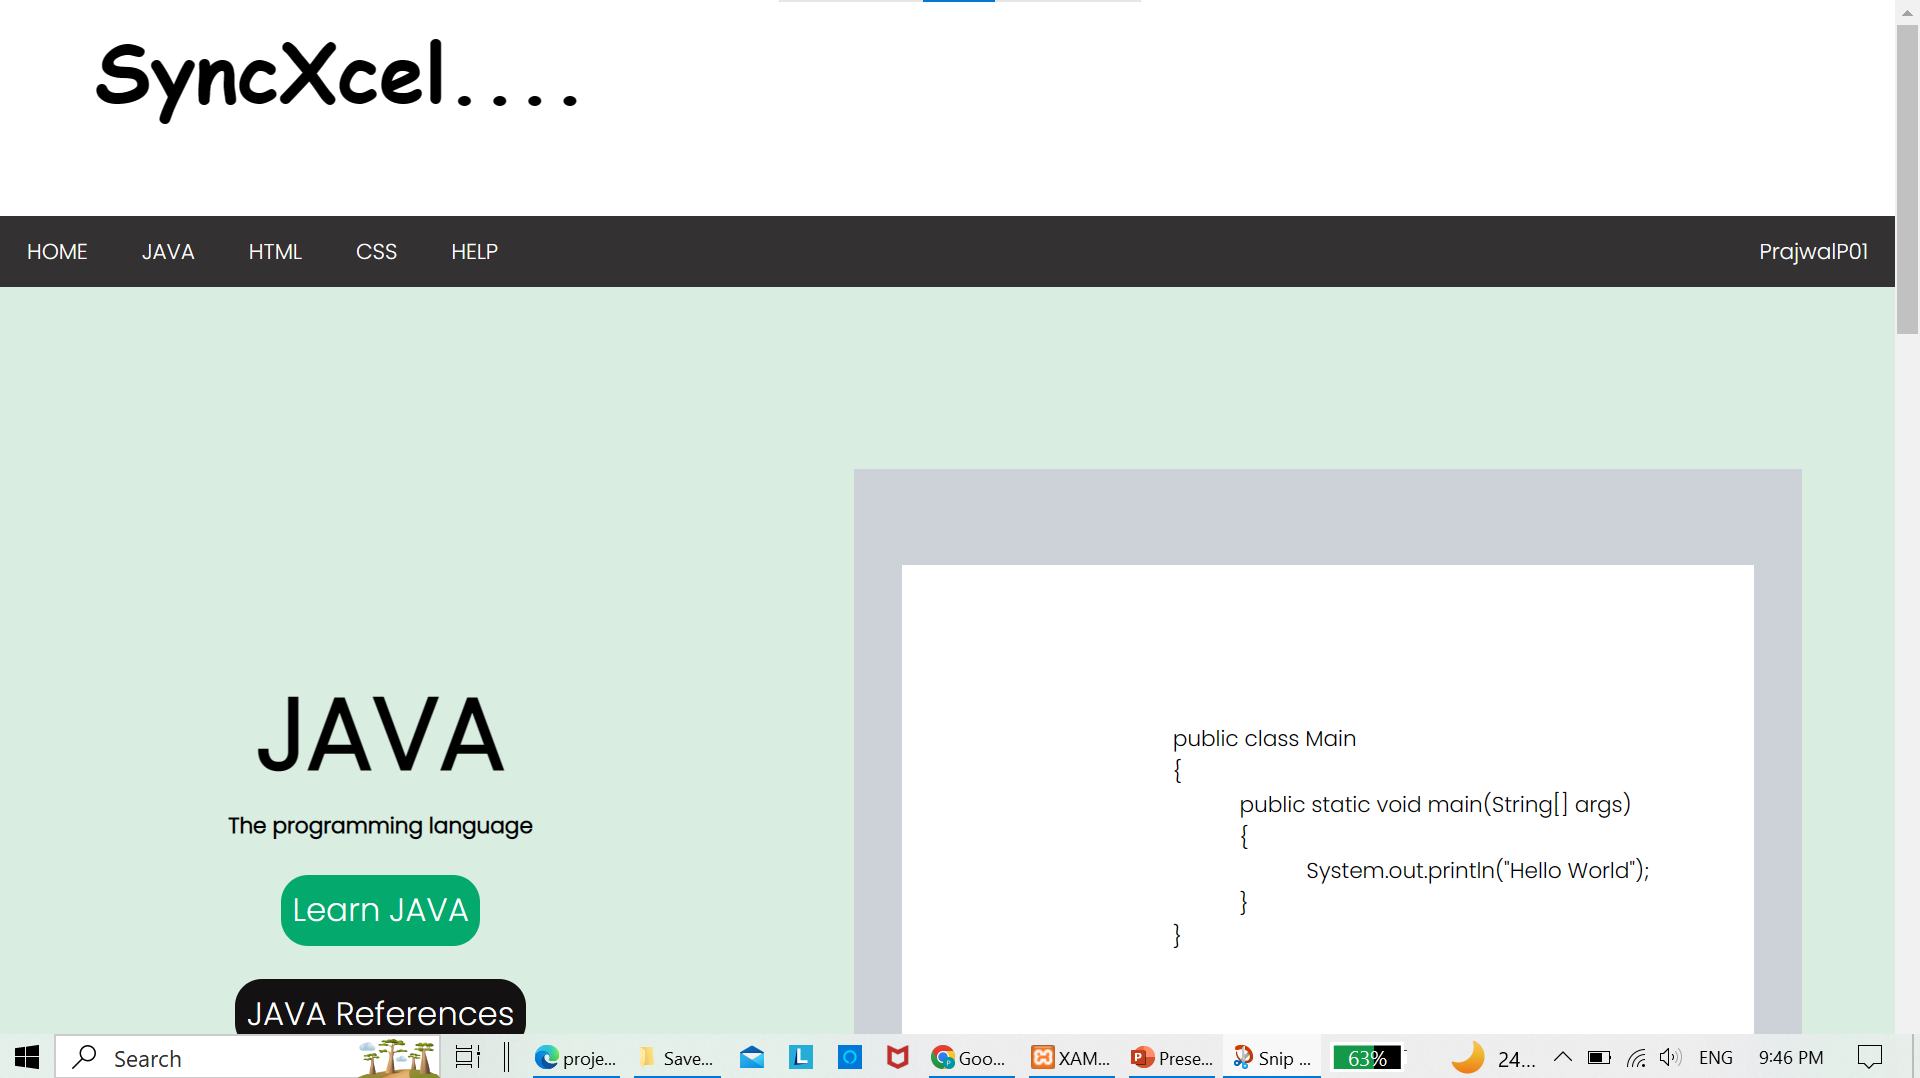 SyncXcel....
HOME JAVA HTML CSS HELP PrajwalP01
JAVA
The programming language
Learn JAVA
JAVA References
public class Main
{
public static void main(String[] args)
{
System.out.println("Hello World");
}
}
Search proje... Save... Goo... XAM... Prese... Snip ... 63% 24... ENG 9:46 PM